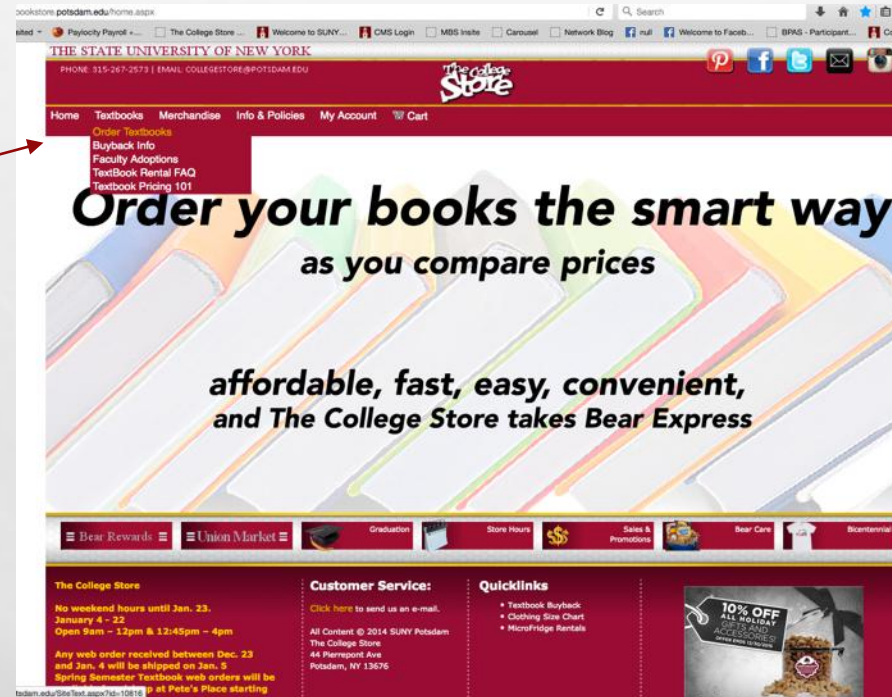 bookstore.potsdam.edu/home.aspx
Search
Paylocity Payroll «...
The College Store ...
Welcome to SUNY...
CMS Login
MBS Insite
Carousel
Network Blog
null
Welcome to Faceb...
BPAS - Participant...
THE STATE UNIVERSITY OF NEW YORK
PHONE: 315-267-2573 | EMAIL: COLLEGESTORE@POTSDAM.EDU
The College Store
Home Textbooks Merchandise Info & Policies My Account Cart
Order Textbooks
Buyback Info
Faculty Adoptions
TextBook Rental FAQ
Textbook Pricing 101
Order your books the smart way
as you compare prices
affordable, fast, easy, convenient,
and The College Store takes Bear Express
Bear Rewards
Union Market
Graduation
Store Hours
Sales & Promotions
Bear Care
Bicentennial
The College Store
No weekend hours until Jan. 23.
January 4 - 22
Open 9am – 12pm & 12:45pm – 4pm
Any web order received between Dec. 23
and Jan. 4 will be shipped on Jan. 5
Spring Semester Textbook web orders will be
p at Pete's Place starting
Customer Service:
Click here to send us an e-mail.
All Content © 2014 SUNY Potsdam
The College Store
44 Pierrepont Ave
Potsdam, NY 13676
Quicklinks
Textbook Buyback
Clothing Size Chart
MicroFridge Rentals
10% OFF
ALL HOLIDAY
GIFTS AND
ACCESSORIES!
tsdam.edu/SiteText.aspx?id=10816